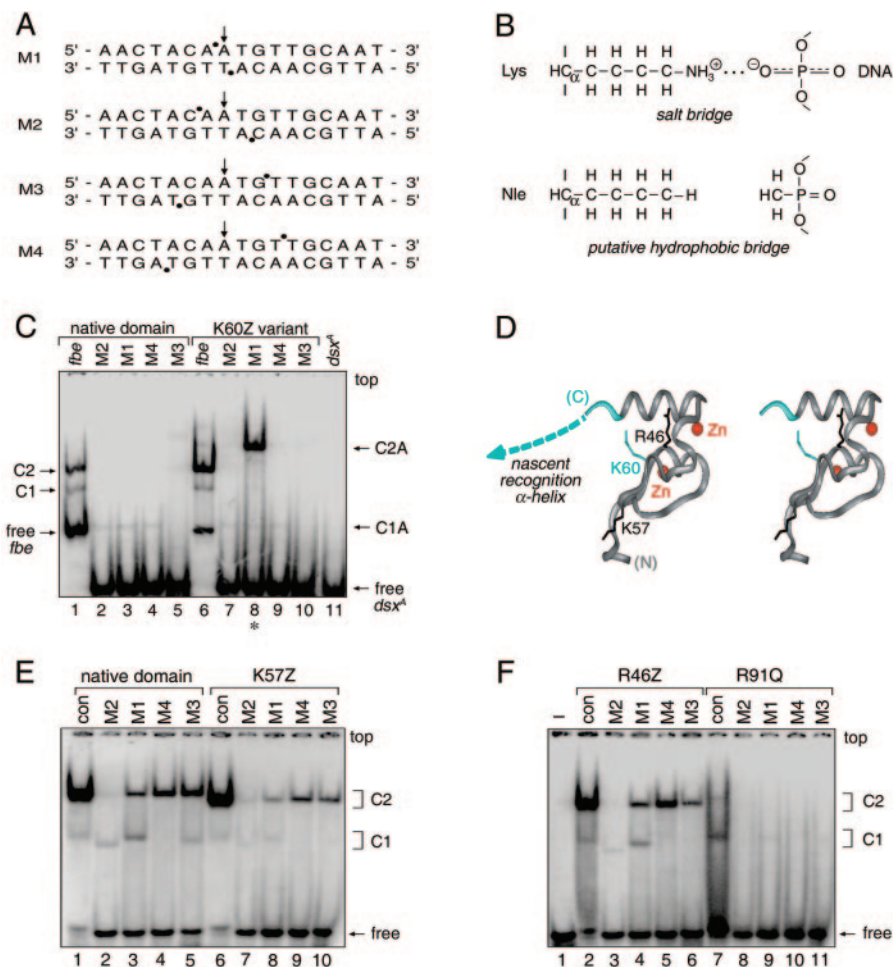 A
M1
5' - A A C T A C A A T G T T G C A A T - 3'
3' - T T G A T G T T A C A A C G T T A - 5'
M2
5' - A A C T A C A A T G T T G C A A T - 3'
3' - T T G A T G T T A C A A C G T T A - 5'
M3
5' - A A C T A C A A T G T T G C A A T - 3'
3' - T T G A T G T T A C A A C G T T A - 5'
M4
5' - A A C T A C A A T G T T G C A A T - 3'
3' - T T G A T G T T A C A A C G T T A - 5'
B
Lys
I H H H H O
HCα–C–C–C–C–NH3⊕ ··· ⊖O=P=O DNA
I H H H H O
salt bridge
Nle
I H H H H H O
HCα–C–C–C–C–H HC–P=O
I H H H H H O
putative hydrophobic bridge
C
native domain K60Z variant
fbe M2 M1 M4 M3 fbe M2 M1 M4 M3 dsxA
top
C2A
C2
C1
free fbe
C1A
free dsxA
1 2 3 4 5 6 7 8 9 10 11
*
D
(C)
R46
Zn
nascent recognition α-helix
K60
Zn
K57
(N)
E
native domain K57Z
con M2 M1 M4 M3 con M2 M1 M4 M3
top
C2
C1
free
1 2 3 4 5 6 7 8 9 10
F
R46Z R91Q
– con M2 M1 M4 M3 con M2 M1 M4 M3
top
C2
C1
free
1 2 3 4 5 6 7 8 9 10 11